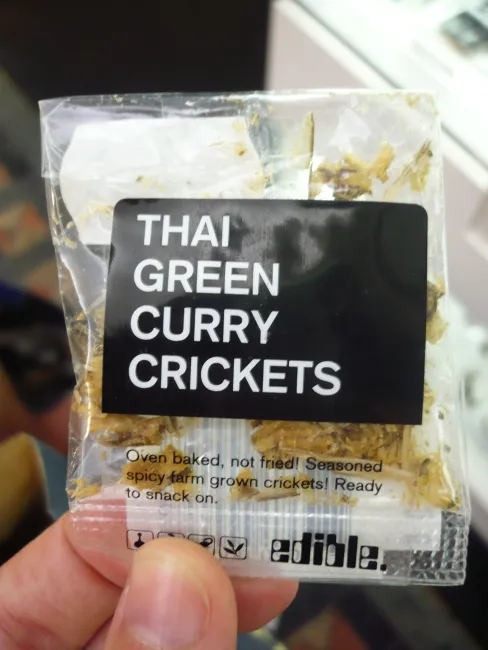 THAI
GREEN
CURRY
CRICKETS
Oven baked, not fried! Seasoned
spicy farm grown crickets! Ready
to snack on.
edible.